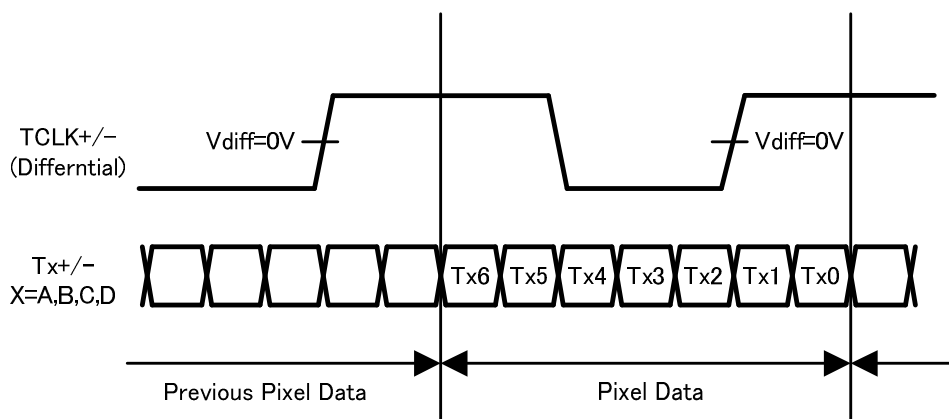 TCLK+/-
(Differntial)
Vdiff=0V
Vdiff=0V
Tx+/-
X=A,B,C,D
Tx6 Tx5 Tx4 Tx3 Tx2 Tx1 Tx0
Previous Pixel Data
Pixel Data